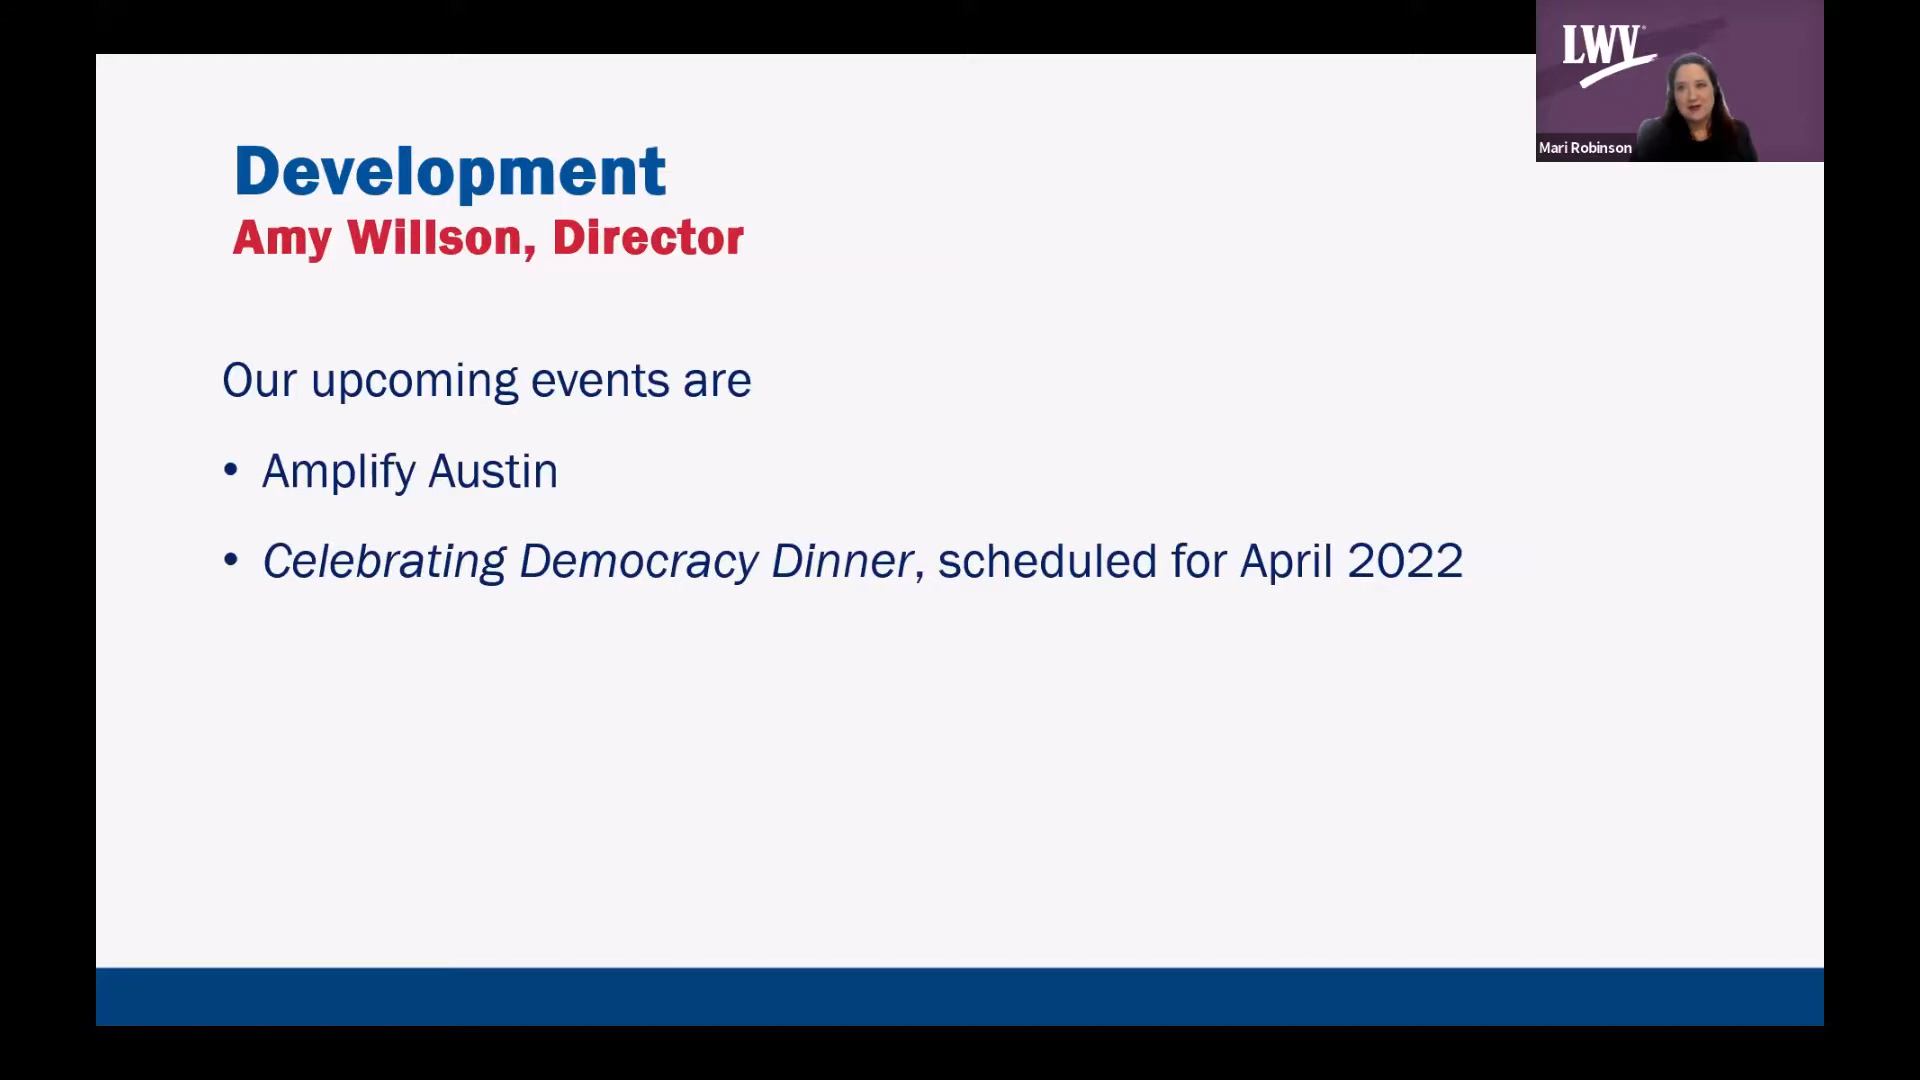 LWV
Mari Robinson
Development
Amy Willson, Director
Our upcoming events are
• Amplify Austin
• Celebrating Democracy Dinner, scheduled for April 2022